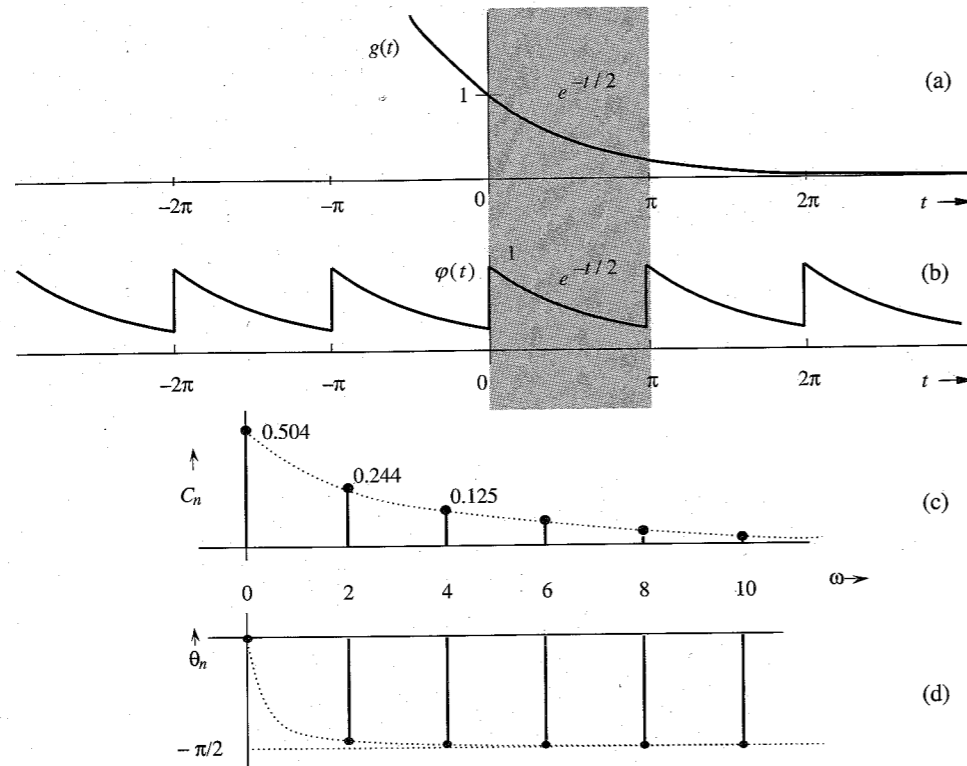 g(t)
1
e^{-t/2}
(a)
−2π −π 0 π 2π t →
φ(t)
1
e^{-t/2}
(b)
−2π −π 0 π 2π t →
0.504
0.244
0.125
↑
C_n
(c)
0 2 4 6 8 10 ω→
↑
θ_n
(d)
− π/2